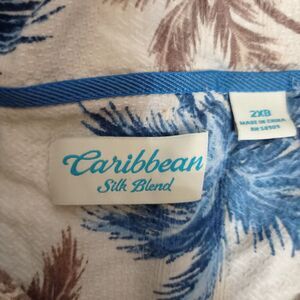 Caribbean
Silk Blend
2XB
MADE IN CHINA